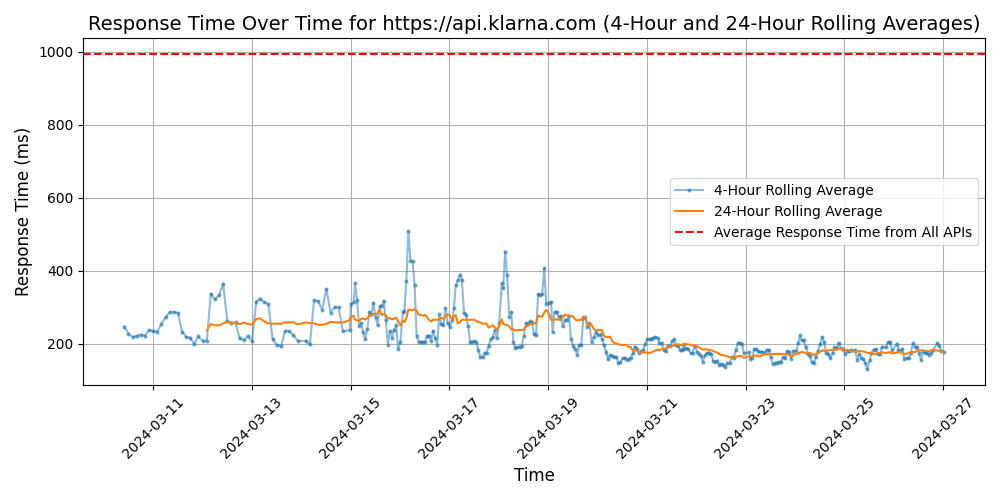 Response Time Over Time for https://api.klarna.com (4-Hour and 24-Hour Rolling Averages)
Response Time (ms)
1000
800
600
400
200
4-Hour Rolling Average
24-Hour Rolling Average
Average Response Time from All APIs
2024-03-11
2024-03-13
2024-03-15
2024-03-17
2024-03-19
2024-03-21
2024-03-23
2024-03-25
2024-03-27
Time